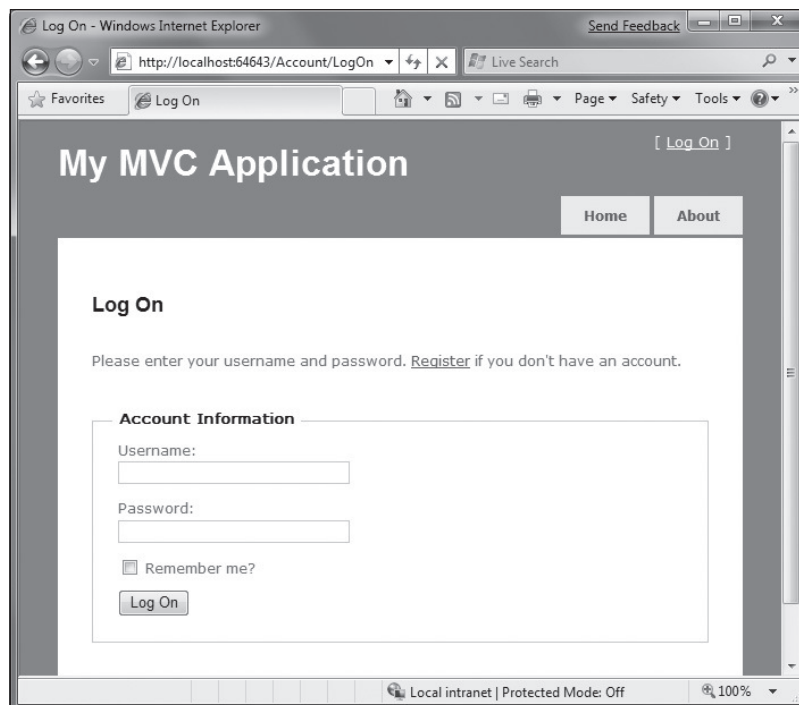 Log On - Windows Internet Explorer
Send Feedback
http://localhost:64643/Account/LogOn
Live Search
Favorites
Log On
Page
Safety
Tools
My MVC Application
[ Log On ]
Home
About
Log On
Please enter your username and password. Register if you don't have an account.
Account Information
Username:
Password:
Remember me?
Log On
Local intranet | Protected Mode: Off
100%